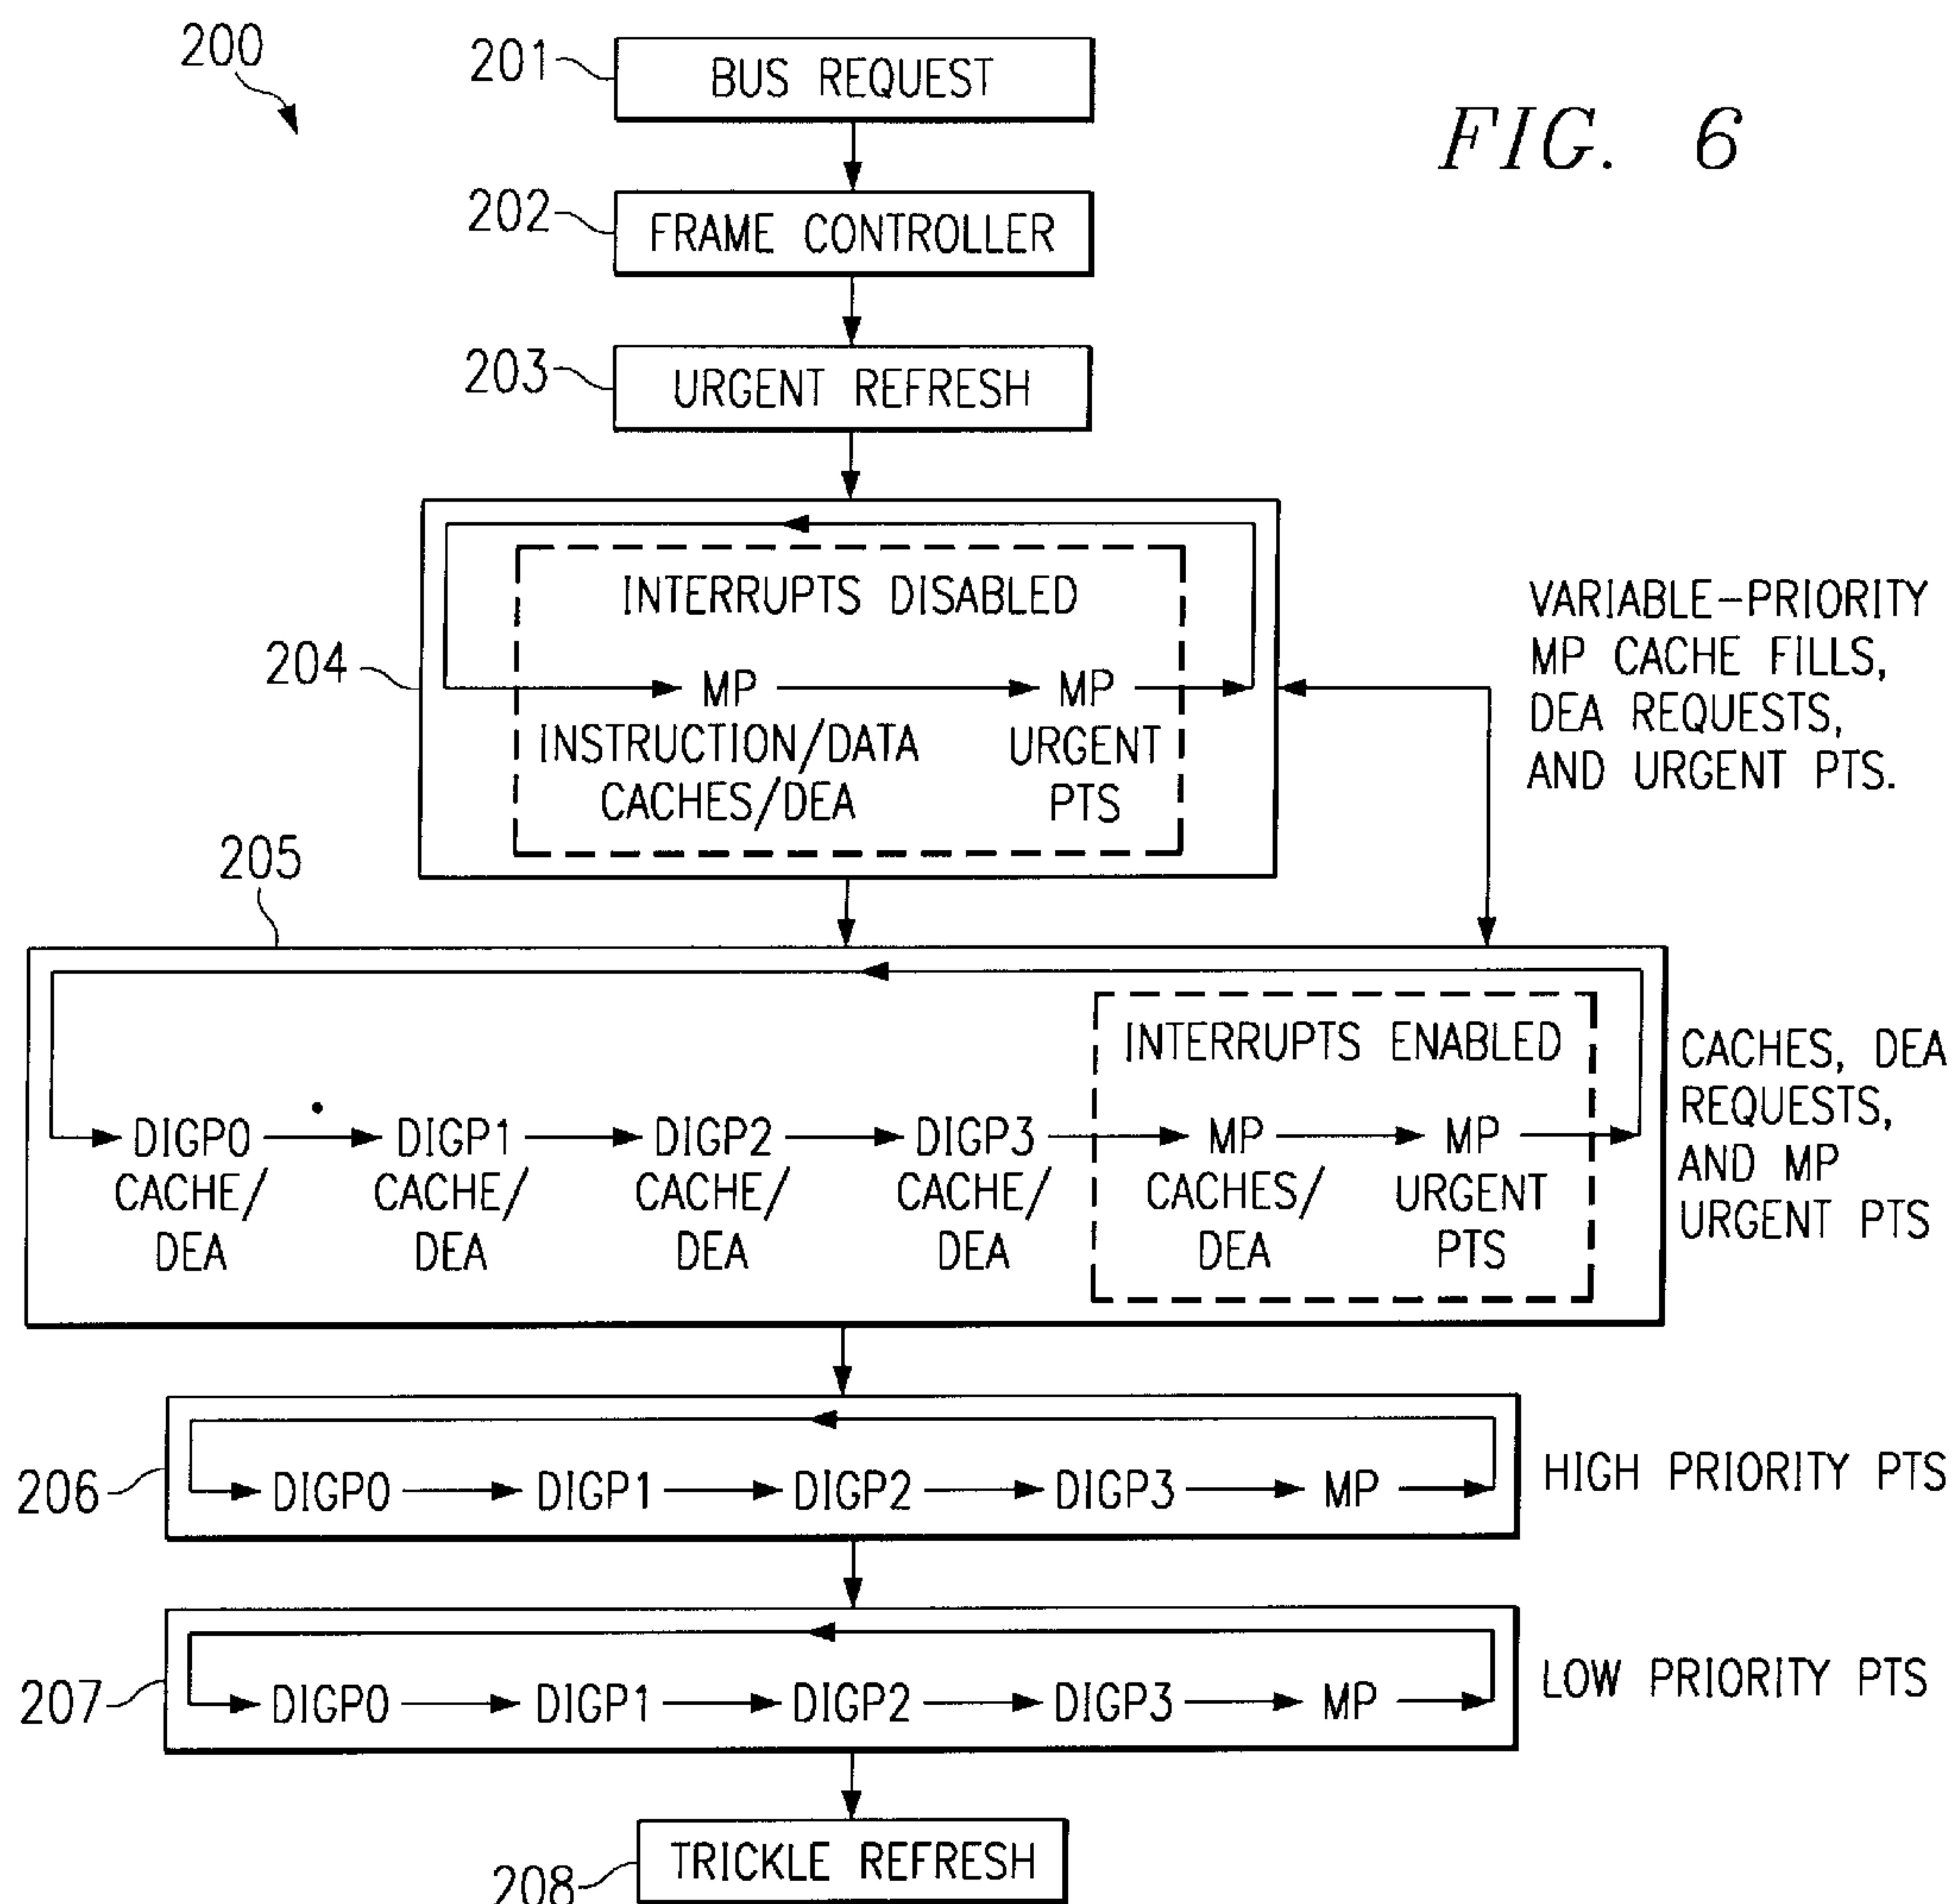 200
201
BUS REQUEST
FIG. 6
202
FRAME CONTROLLER
203
URGENT REFRESH
204
INTERRUPTS DISABLED
MP
INSTRUCTION/DATA
CACHES/DEA
MP
URGENT
PTS
VARIABLE-PRIORITY
MP CACHE FILLS,
DEA REQUESTS,
AND URGENT PTS.
205
DIGP0
CACHE/
DEA
DIGP1
CACHE/
DEA
DIGP2
CACHE/
DEA
DIGP3
CACHE/
DEA
INTERRUPTS ENABLED
MP
CACHES/
DEA
MP
URGENT
PTS
CACHES, DEA
REQUESTS,
AND MP
URGENT PTS
206
DIGP0
DIGP1
DIGP2
DIGP3
MP
HIGH PRIORITY PTS
207
DIGP0
DIGP1
DIGP2
DIGP3
MP
LOW PRIORITY PTS
208
TRICKLE REFRESH